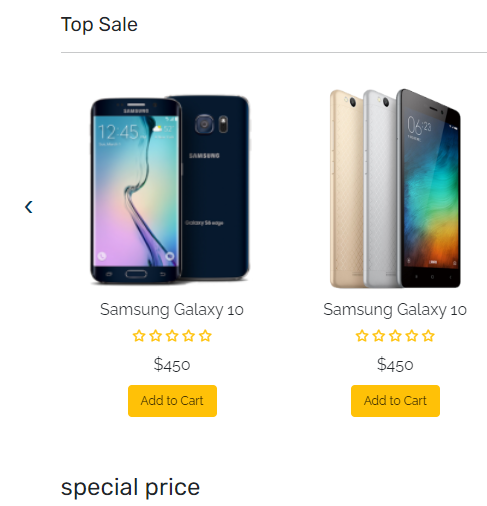 Top Sale
SAMSUNG
12:45
SAMSUNG
Galaxy S6 edge
06:23
Samsung Galaxy 10
Samsung Galaxy 10
$450
$450
Add to Cart
Add to Cart
special price